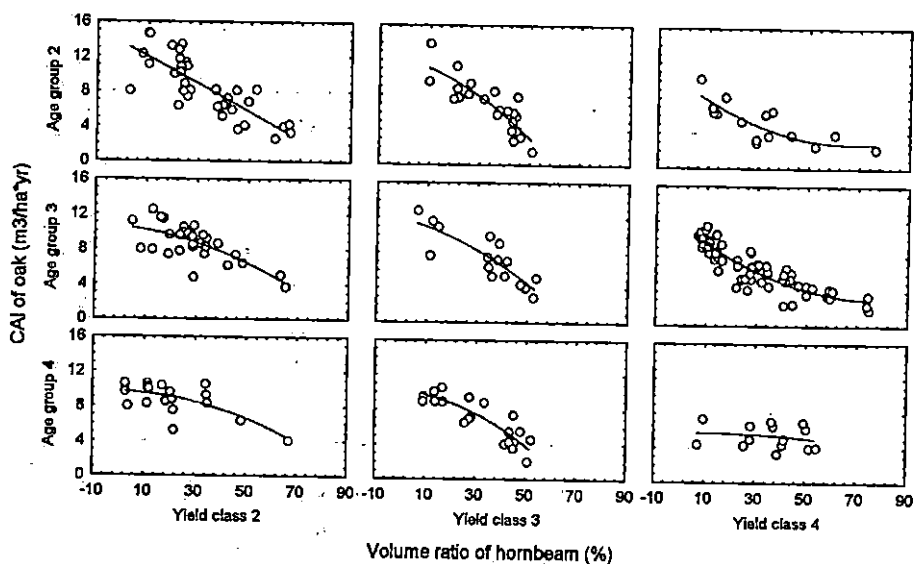 CAI of oak (m3/ha*yr)
Age group 2
16
12
8
4
0
Age group 3
16
12
8
4
0
Age group 4
16
12
8
4
0
-10 10 30 50 70 90
-10 10 30 50 70 90
-10 10 30 50 70 90
Yield class 2
Yield class 3
Yield class 4
Volume ratio of hornbeam (%)